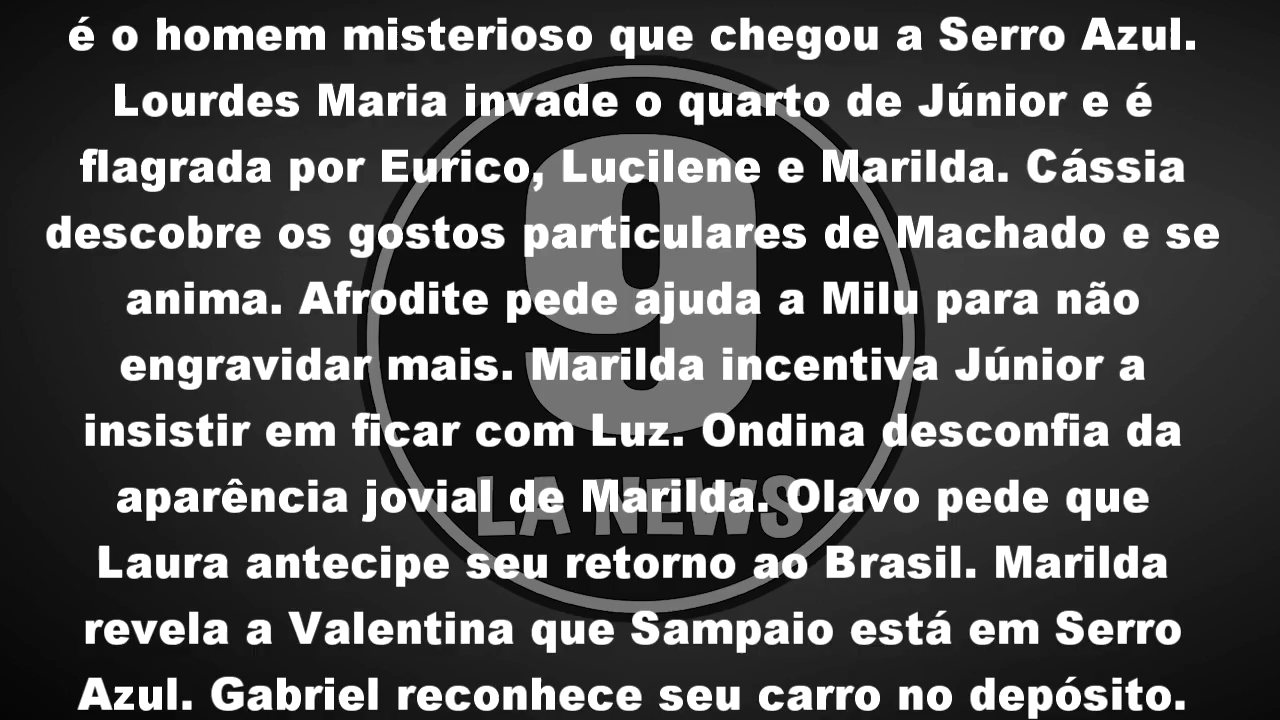 é o homem misterioso que chegou a Serro Azul.
Lourdes Maria invade o quarto de Júnior e é
flagrada por Eurico, Lucilene e Marilda. Cássia
descobre os gostos particulares de Machado e se
anima. Afrodite pede ajuda a Milu para não
engravidar mais. Marilda incentiva Júnior a
insistir em ficar com Luz. Ondina desconfia da
aparência jovial de Marilda. Olavo pede que
Laura antecipe seu retorno ao Brasil. Marilda
revela a Valentina que Sampaio está em Serro
Azul. Gabriel reconhece seu carro no depósito.
9
LA NEWS